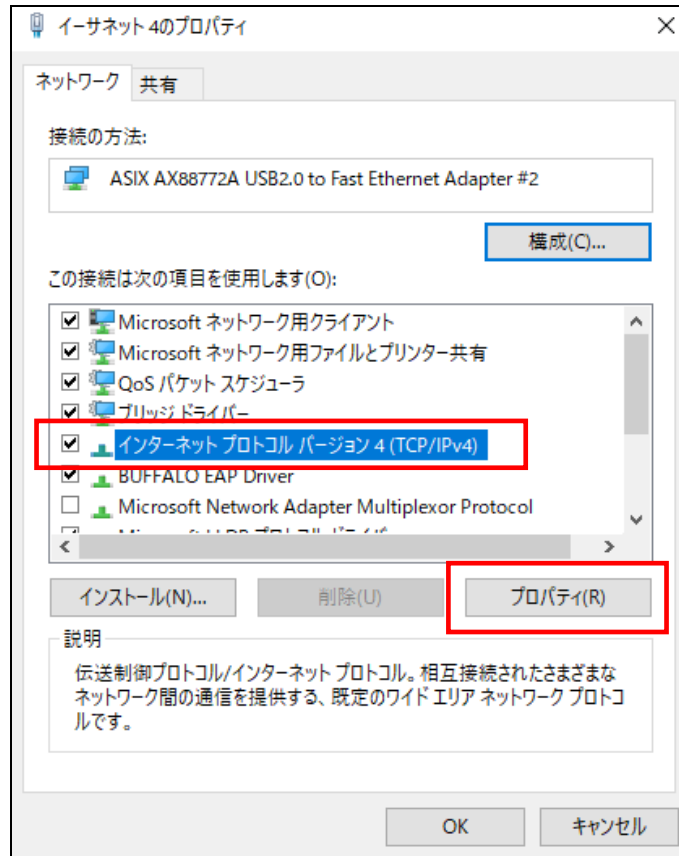 イーサネット 4のプロパティ
ネットワーク 共有
接続の方法:
ASIX AX88772A USB2.0 to Fast Ethernet Adapter #2
構成(C)...
この接続は次の項目を使用します(O):
Microsoft ネットワーク用クライアント
Microsoft ネットワーク用ファイルとプリンター共有
QoS パケット スケジューラ
ブリッジ ドライバー
インターネット プロトコル バージョン 4 (TCP/IPv4)
BUFFALO EAP Driver
Microsoft Network Adapter Multiplexor Protocol
インストール(N)... 削除(U) プロパティ(R)
説明
伝送制御プロトコル/インターネット プロトコル。相互接続されたさまざまな
ネットワーク間の通信を提供する、既定のワイド エリア ネットワーク プロトコ
ルです。
OK キャンセル